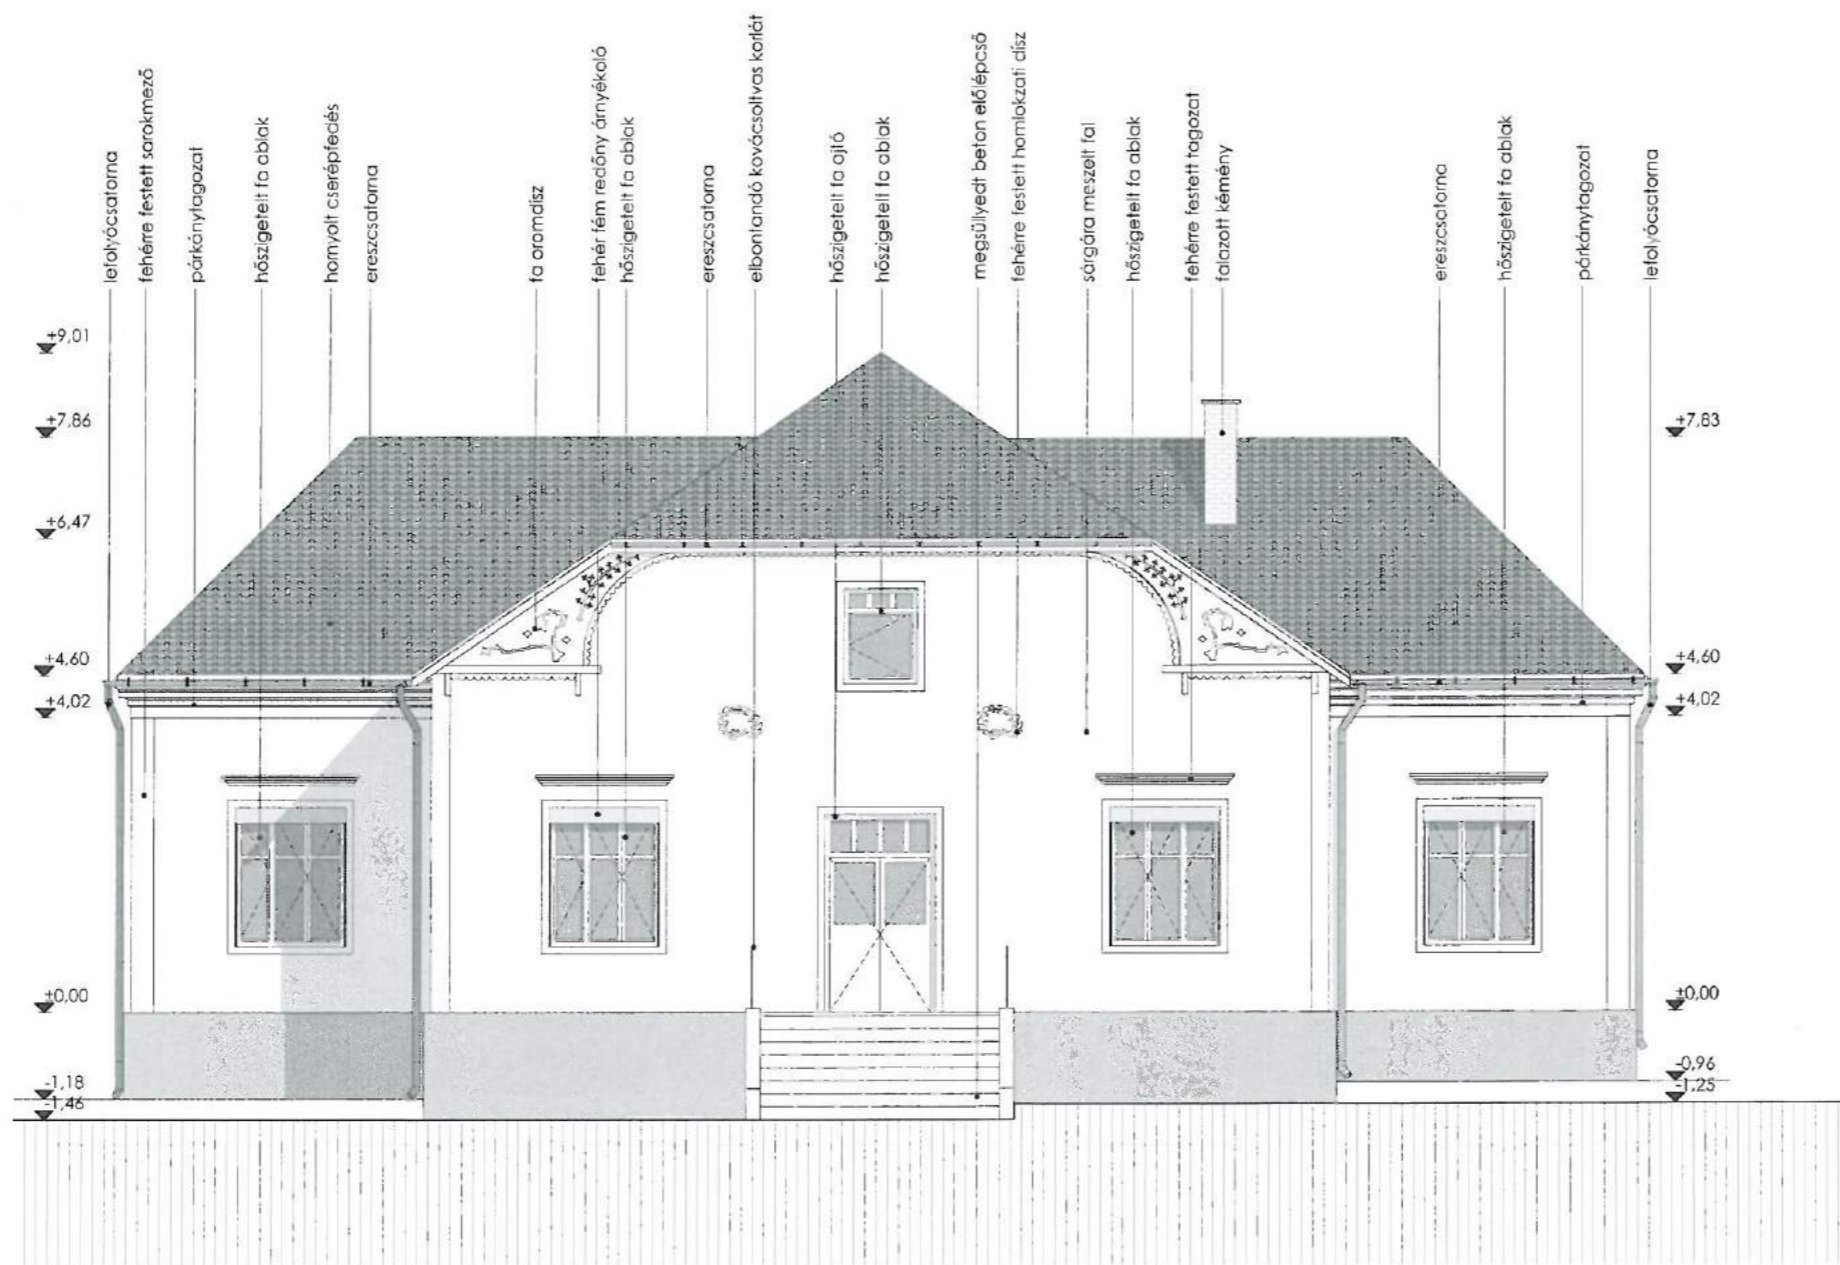 lefolyócsatorna
fehérre festett sarokmező
párkánytagozat
hőszigetelt fa ablak
hornyolt cserépfedés
ereszcsatorna
fa oromdísz
fehér fém redőny árnyékoló
hőszigetelt fa ablak
ereszcsatorna
elbontandó kovácsoltvas korlát
hőszigetelt fa ajtó
hőszigetelt fa ablak
megsüllyedt beton előlépcső
fehérre festett homlokzati dísz
sárgára meszelt fal
hőszigetelt fa ablak
fehérre festett tagozat
falazott kémény
ereszcsatorna
hőszigetelt fa ablak
párkánytagozat
lefolyócsatorna
+9,01
+7,86
+6,47
+4,60
+4,02
±0,00
-1,18
-1,46
+7,83
+4,60
+4,02
±0,00
-0,96
-1,25